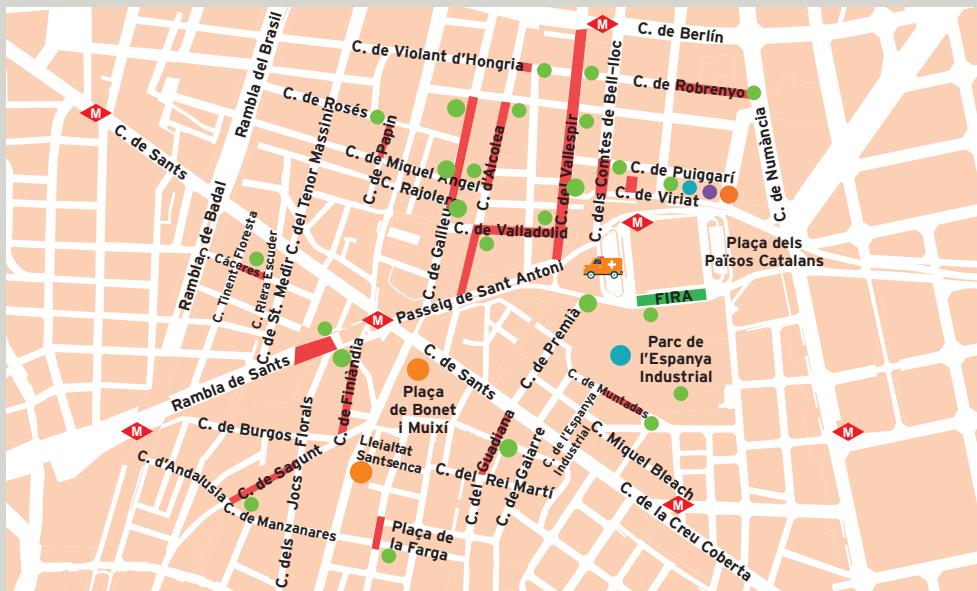 M
C. de Berlín
C. de Violant d'Hongria
Rambla del Brasil
C. dels Comtes de Bell-lloc
C. de Robrenyo
C. de Rosés
M
C. de Sants
C. de Papin
C. del Tenor Massini
C. d'Alcolea
C. del Vallespir
C. de Numància
C. de Miquel Àngel
C. de Puiggarí
C. Rajolers
C. de Viriat
Rambla de Badal
C. de Galileu
C. de Valladolid
M
Plaça dels
Països Catalans
C. Tinent Floresta
C. Riera Escuder
C. de St. Medir
C. Cáceres
Passeig de Sant Antoni
FIRA
M
C. de Premià
Parc de
l'Espanya
Industrial
Rambla de Sants
C. de Finlàndia
C. de Sants
Plaça
de Bonet
i Muixí
C. de Muntadas
C. de l'Espanya
Industrial
M
C. de Burgos
C. dels Jocs Florals
Lleialtat
Santsenca
C. del Guadiana
C. de Gaiarre
C. Miquel Bleach
M
C. d'Andalusia
C. de Sagunt
C. del Rei Martí
C. de Manzanares
Plaça de
la Farga
M
C. de la Creu Coberta